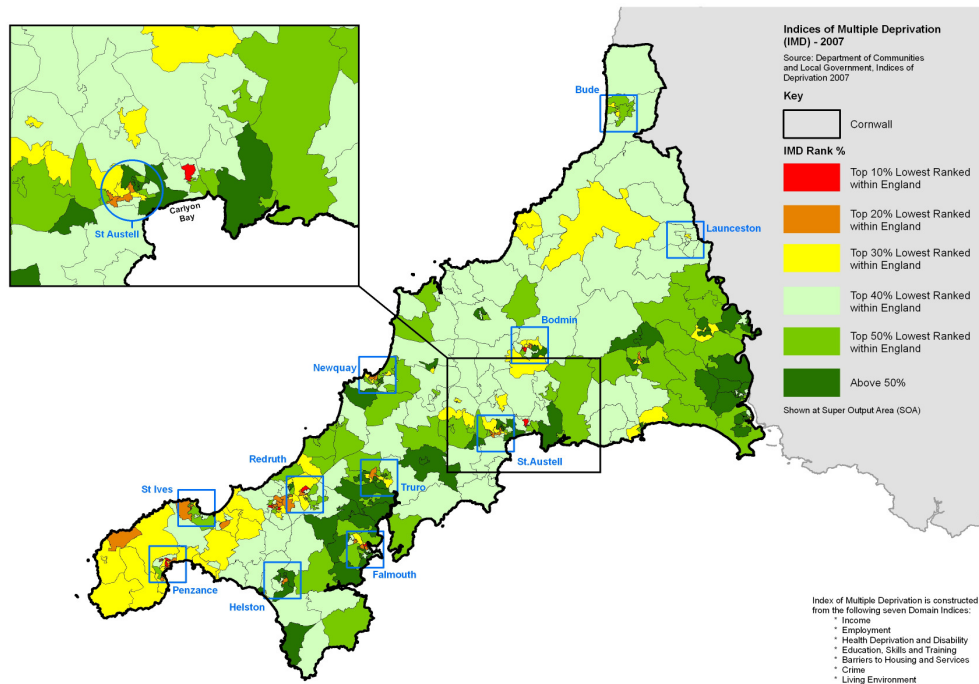 Indices of Multiple Deprivation
(IMD) - 2007
Source: Department of Communities
and Local Government, Indices of
Deprivation 2007
Key
Cornwall
IMD Rank %
Top 10% Lowest Ranked
within England
Top 20% Lowest Ranked
within England
Top 30% Lowest Ranked
within England
Top 40% Lowest Ranked
within England
Top 50% Lowest Ranked
within England
Above 50%
Shown at Super Output Area (SOA)
Carlyon
Bay
St Austell
Bude
Launceston
Bodmin
Newquay
St.Austell
Redruth
Truro
St Ives
Falmouth
Penzance
Helston
Index of Multiple Deprivation is constructed
from the following seven Domain Indices:
* Income
* Employment
* Health Deprivation and Disability
* Education, Skills and Training
* Barriers to Housing and Services
* Crime
* Living Environment